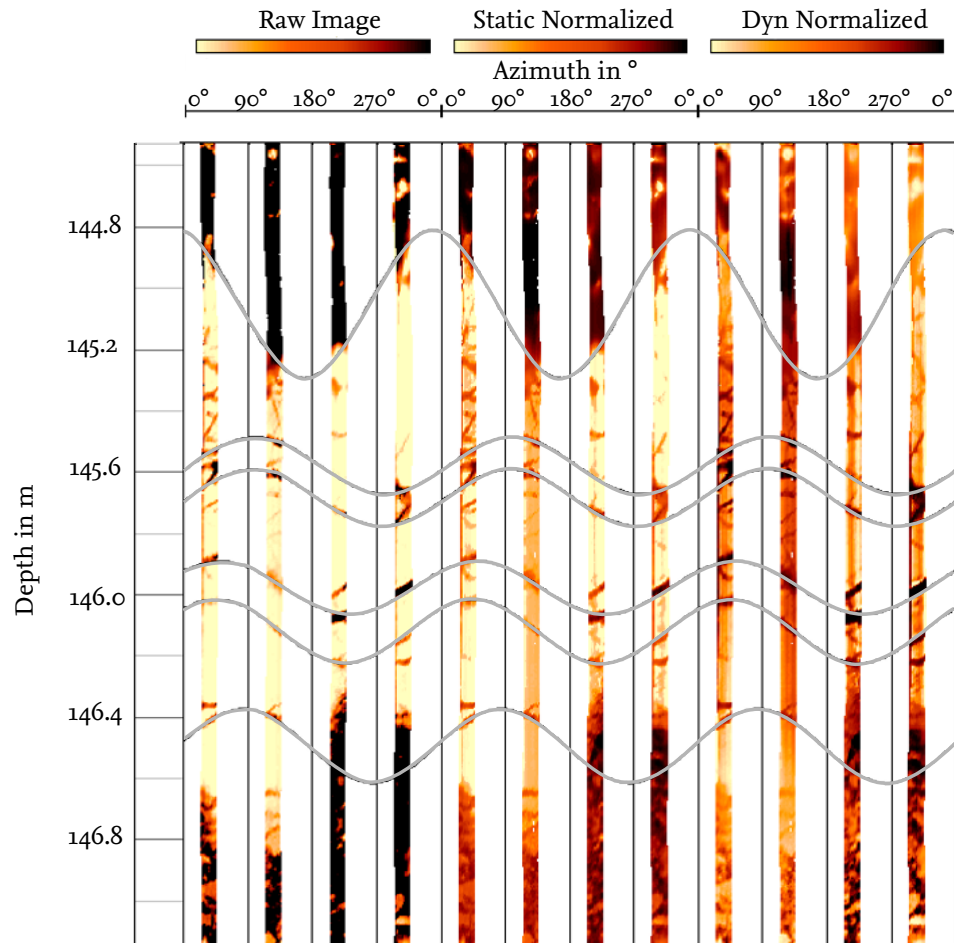 Raw Image Static Normalized Dyn Normalized
Azimuth in °
0° 90° 180° 270° 0° 0° 90° 180° 270° 0° 0° 90° 180° 270° 0°
144.8
145.2
145.6
Depth in m
146.0
146.4
146.8